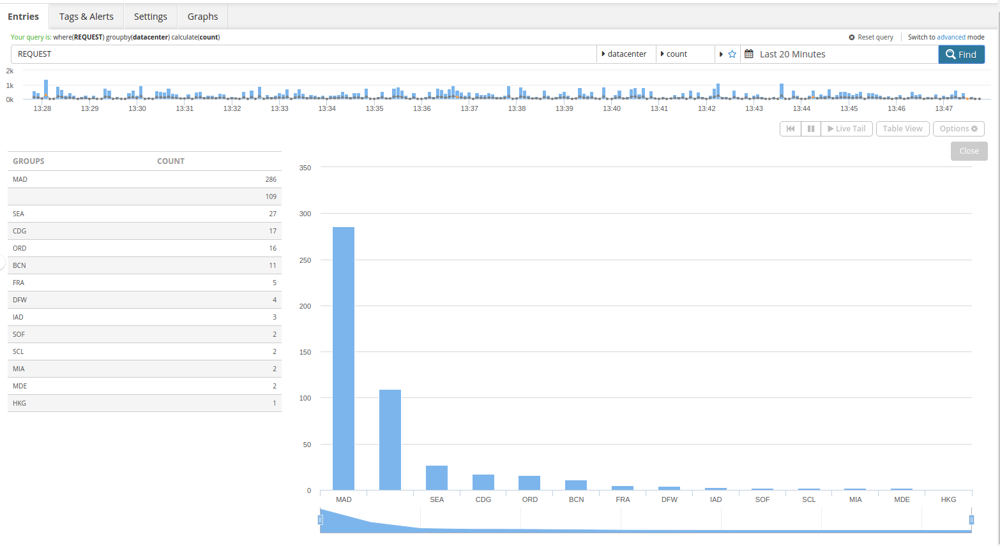 Entries Tags & Alerts Settings Graphs
Your query is: where(REQUEST) groupby(datacenter) calculate(count) Reset query Switch to advanced mode
REQUEST datacenter count Last 20 Minutes Find
2k
1k
0k
13:28 13:29 13:30 13:31 13:32 13:33 13:34 13:35 13:36 13:37 13:38 13:39 13:40 13:41 13:42 13:43 13:44 13:45 13:46 13:47
Live Tail Table View Options
Close
GROUPS COUNT
MAD 286
109
SEA 27
CDG 17
ORD 16
BCN 11
FRA 5
DFW 4
IAD 3
SOF 2
SCL 2
MIA 2
MDE 2
HKG 1
350
300
250
200
150
100
50
0
MAD SEA CDG ORD BCN FRA DFW IAD SOF SCL MIA MDE HKG